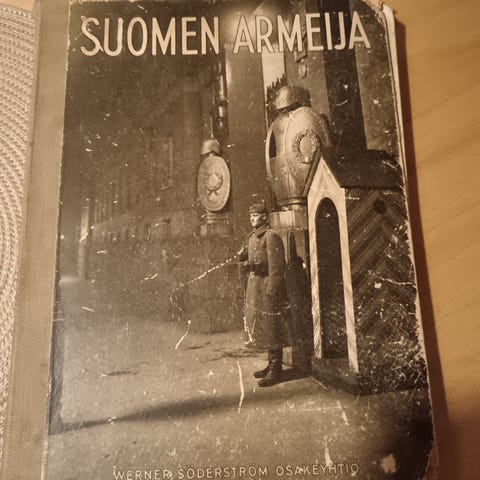 SUOMEN ARMEIJA
WERNER SÖDERSTRÖM OSAKEYHTIÖ